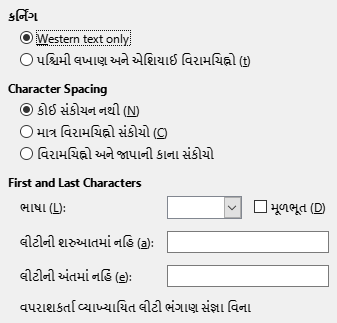 કર્નિંગ
Western text only
પશ્ચિમી લખાણ અને એશિયાઈ વિરામચિહ્નો (t)
Character Spacing
કોઈ સંકોચન નથી (N)
માત્ર વિરામચિહ્નો સંકોચો (C)
વિરામચિહ્નો અને જાપાની કાના સંકોચો
First and Last Characters
ભાષા (L): મૂળભૂત (D)
લીટીની શરુઆતમાં નહિ (a):
લીટીની અંતમાં નહિં (e):
વપરાશકર્તા વ્યાખ્યાયિત લીટી ભંગાણ સંજ્ઞા વિના